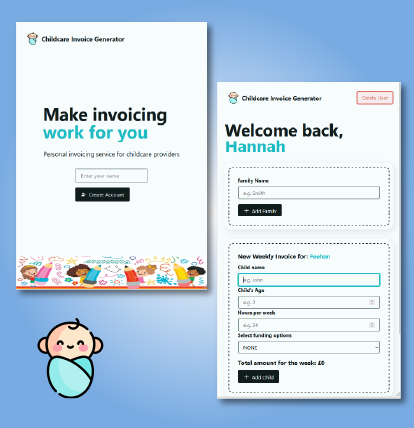 Childcare Invoice Generator
Make invoicing
work for you
Personal invoicing service for childcare providers
Enter your name
Create Account
Childcare Invoice Generator
Delete User
Welcome back,
Hannah
Family Name
e.g. Smith
+ Add Family
New Weekly Invoice for: Feehan
Child name
e.g. John
Child's Age
e.g. 3
Hours per week
e.g. 24
Select funding options
NONE
Total amount for the week: £0
+ Add Child